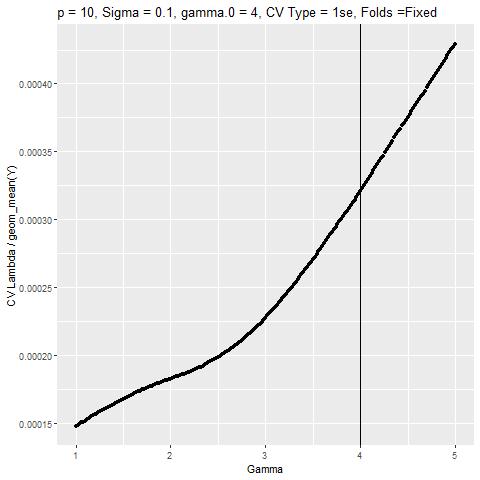 p = 10, Sigma = 0.1, gamma.0 = 4, CV Type = 1se, Folds =Fixed
CV Lambda / geom_mean(Y)
0.00040
0.00035
0.00030
0.00025
0.00020
0.00015
1 2 3 4 5
Gamma